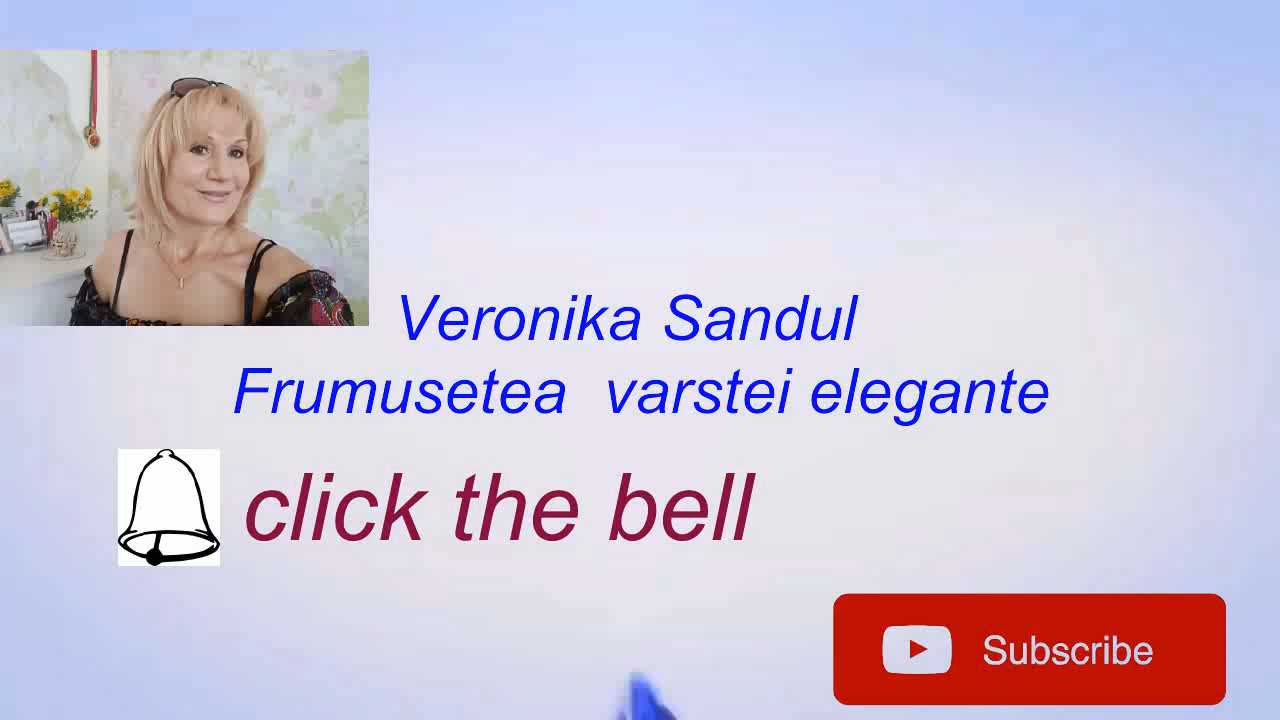 Veronika Sandul
Frumusetea varstei elegante
click the bell
Subscribe